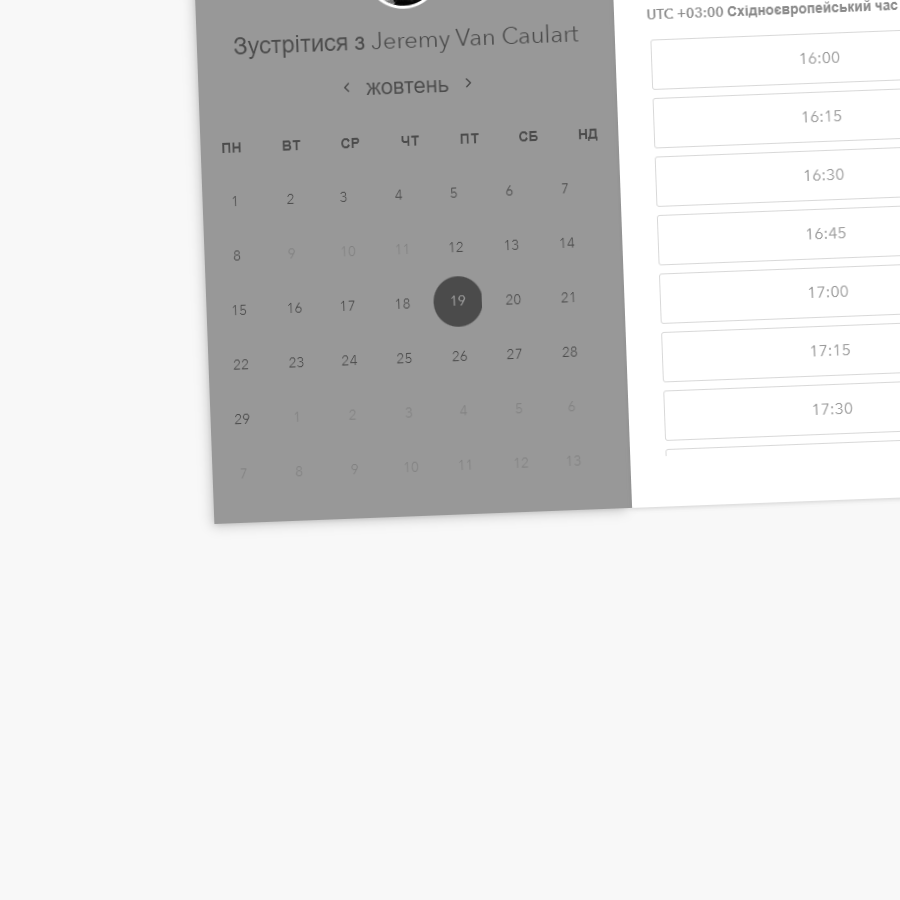 Зустрітися з Jeremy Van Caulart
‹ жовтень ›
ПН ВТ СР ЧТ ПТ СБ НД
1 2 3 4 5 6 7
8 9 10 11 12 13 14
15 16 17 18 19 20 21
22 23 24 25 26 27 28
29 1 2 3 4 5 6
7 8 9 10 11 12 13
UTC +03:00 Східноєвропейський час
16:00
16:15
16:30
16:45
17:00
17:15
17:30